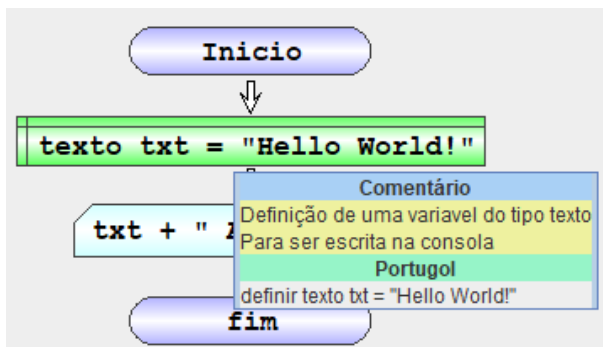 Inicio
texto txt = "Hello World!"
Comentário
Definição de uma variavel do tipo texto
Para ser escrita na consola
txt + "
Portugol
definir texto txt = "Hello World!"
fim